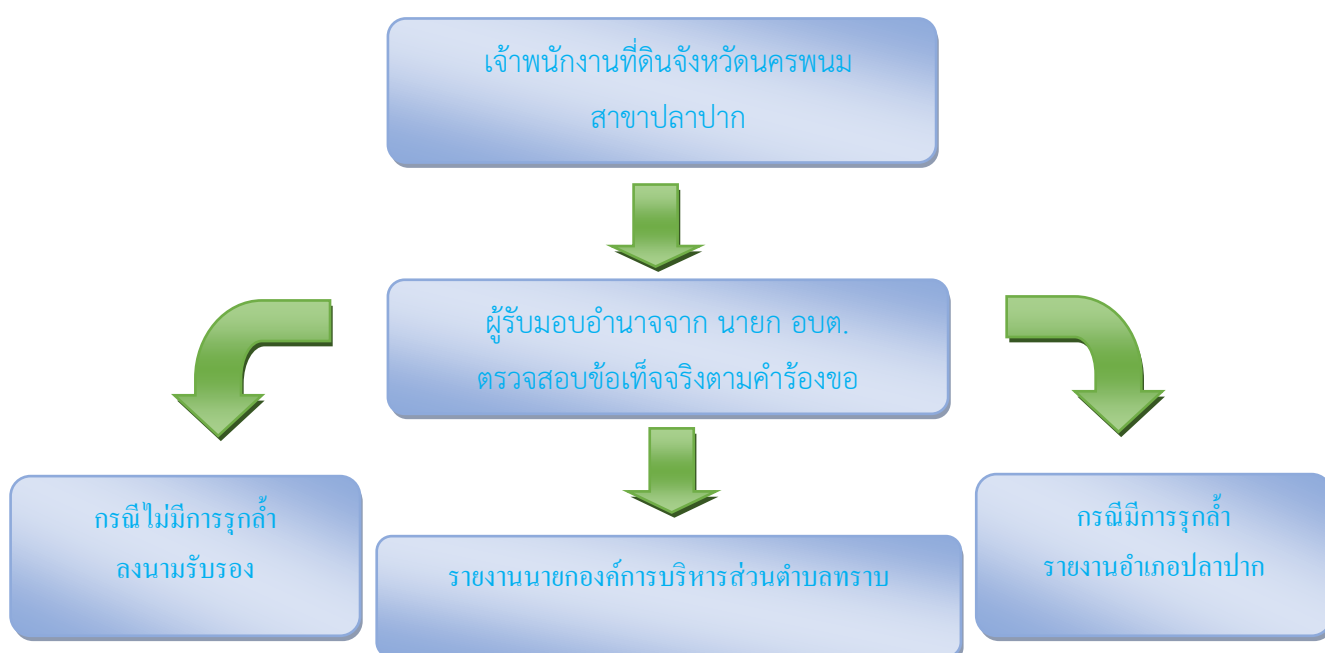 เจ้าพนักงานที่ดินจังหวัดนครพนม
สาขาปลาปาก
ผู้รับมอบอำนาจจาก นายก อบต.
ตรวจสอบข้อเท็จจริงตามคำร้องขอ
กรณีไม่มีการรุกล้ำ
ลงนามรับรอง
รายงานนายกองค์การบริหารส่วนตำบลทราบ
กรณีมีการรุกล้ำ
รายงานอำเภอปลาปาก